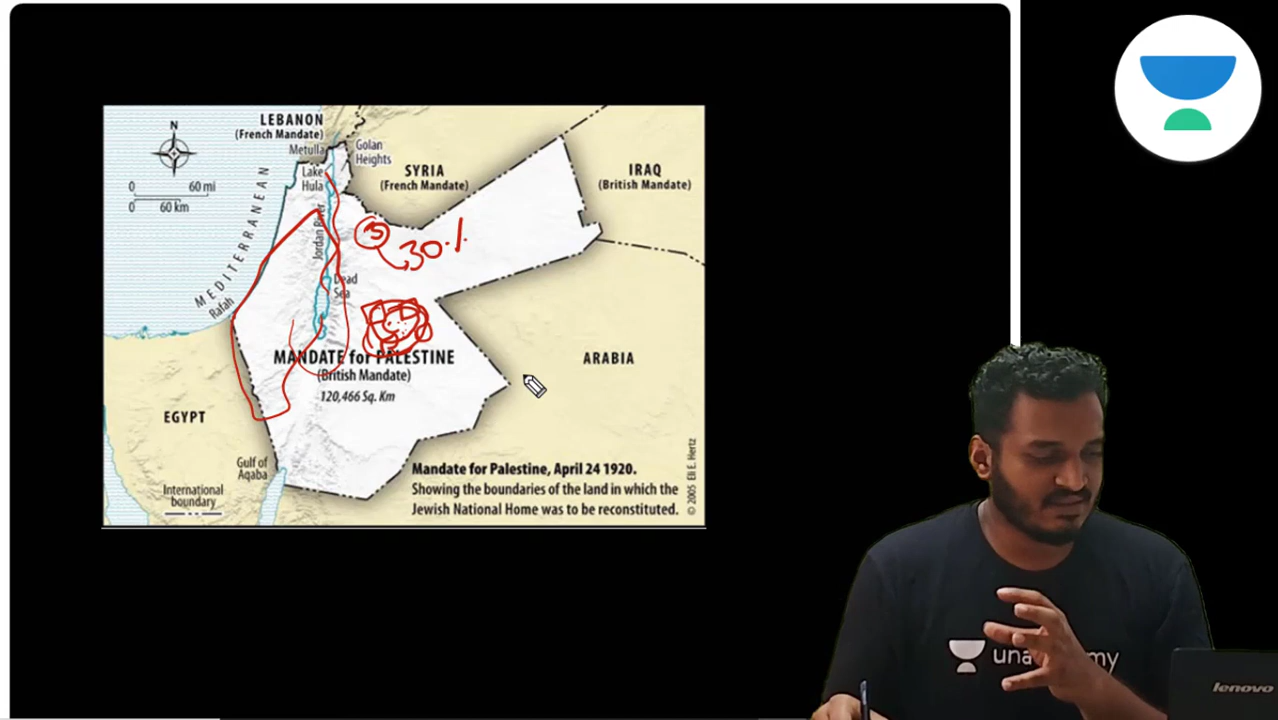 LEBANON
(French Mandate)
Metulla
Golan
Heights
N
Lake
Hula
SYRIA
(French Mandate)
IRAQ
(British Mandate)
0 60 mi
0 60 km
MEDITERRANEAN
Jordan River
30%
Rafah
Dead
Sea
MANDATE for PALESTINE
(British Mandate)
120,466 Sq. Km
ARABIA
EGYPT
Gulf of
Aqaba
International
boundary
Mandate for Palestine, April 24 1920.
Showing the boundaries of the land in which the
Jewish National Home was to be reconstituted.
© 2005 Eli E. Hertz
una my
lenovo